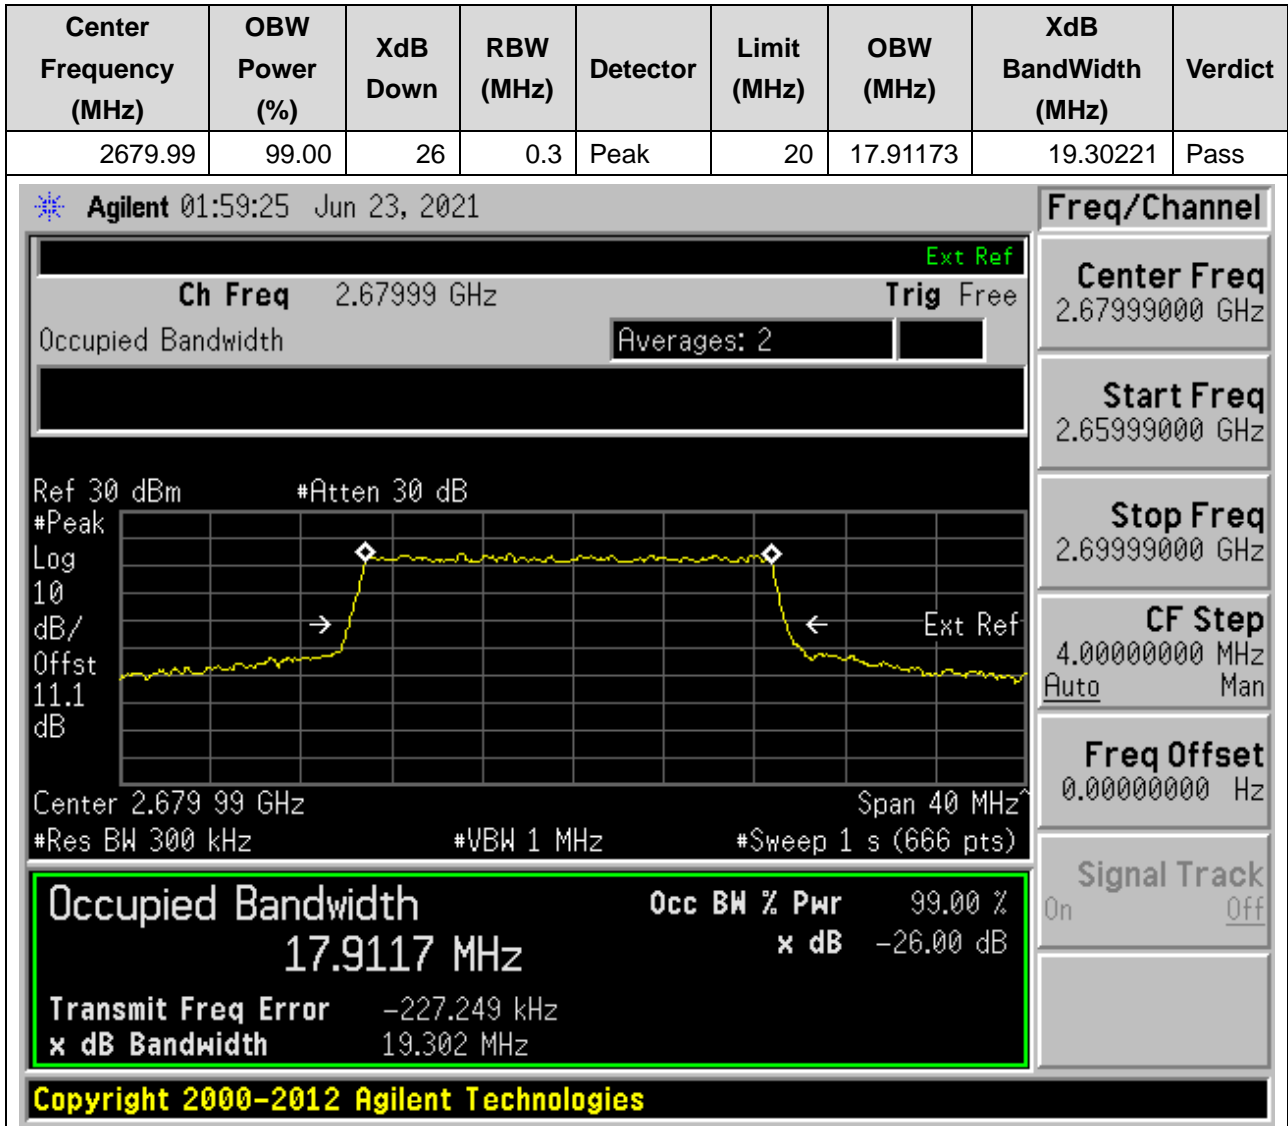 Center Frequency (MHz) OBW Power (%) XdB Down RBW (MHz) Detector Limit (MHz) OBW (MHz) XdB BandWidth (MHz) Verdict
2679.99 99.00 26 0.3 Peak 20 17.91173 19.30221 Pass
Agilent 01:59:25 Jun 23, 2021
Freq/Channel
Ext Ref
Ch Freq 2.67999 GHz Trig Free
Occupied Bandwidth Averages: 2
Center Freq
2.67999000 GHz
Start Freq
2.65999000 GHz
Stop Freq
2.69999000 GHz
CF Step
4.00000000 MHz
Auto Man
Freq Offset
0.00000000 Hz
Signal Track
On Off
Ref 30 dBm #Atten 30 dB
#Peak
Log
10
dB/
Offst
11.1
dB
Ext Ref
Center 2.679 99 GHz Span 40 MHz^
#Res BW 300 kHz #VBW 1 MHz #Sweep 1 s (666 pts)
Occupied Bandwidth Occ BW % Pwr 99.00 %
17.9117 MHz x dB -26.00 dB
Transmit Freq Error -227.249 kHz
x dB Bandwidth 19.302 MHz
Copyright 2000-2012 Agilent Technologies